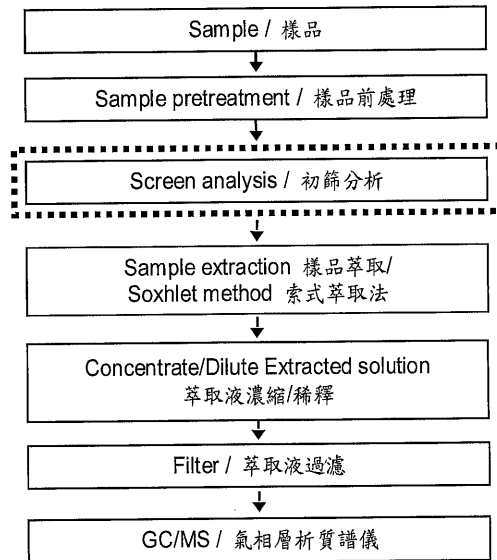 Sample / 樣品
Sample pretreatment / 樣品前處理
Screen analysis / 初篩分析
Sample extraction 樣品萃取/
Soxhlet method 索式萃取法
Concentrate/Dilute Extracted solution
萃取液濃縮/稀釋
Filter / 萃取液過濾
GC/MS / 氣相層析質譜儀